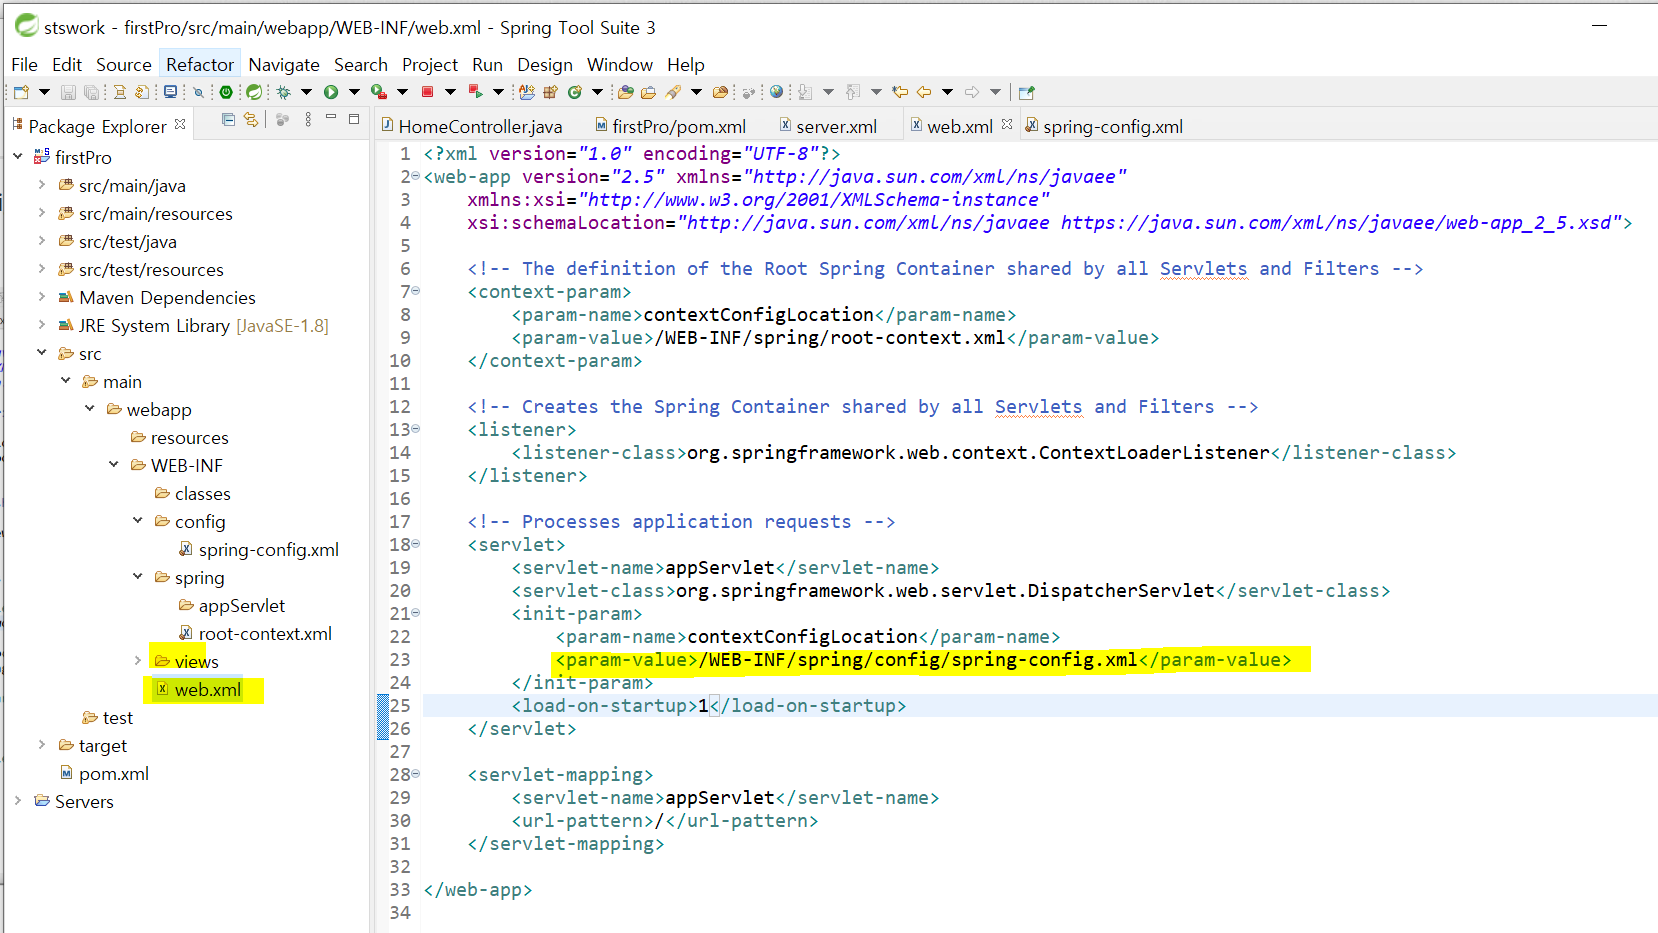 stswork - firstPro/src/main/webapp/WEB-INF/web.xml - Spring Tool Suite 3
File Edit Source Refactor Navigate Search Project Run Design Window Help
Package Explorer
HomeController.java
firstPro/pom.xml
server.xml
web.xml
spring-config.xml
firstPro
src/main/java
src/main/resources
src/test/java
src/test/resources
Maven Dependencies
JRE System Library [JavaSE-1.8]
src
main
webapp
resources
WEB-INF
classes
config
spring-config.xml
spring
appServlet
root-context.xml
views
web.xml
test
target
pom.xml
Servers
1 <?xml version="1.0" encoding="UTF-8"?>
2 <web-app version="2.5" xmlns="http://java.sun.com/xml/ns/javaee"
3 xmlns:xsi="http://www.w3.org/2001/XMLSchema-instance"
4 xsi:schemaLocation="http://java.sun.com/xml/ns/javaee https://java.sun.com/xml/ns/javaee/web-app_2_5.xsd">
5
6 <!-- The definition of the Root Spring Container shared by all Servlets and Filters -->
7 <context-param>
8 <param-name>contextConfigLocation</param-name>
9 <param-value>/WEB-INF/spring/root-context.xml</param-value>
10 </context-param>
11
12 <!-- Creates the Spring Container shared by all Servlets and Filters -->
13 <listener>
14 <listener-class>org.springframework.web.context.ContextLoaderListener</listener-class>
15 </listener>
16
17 <!-- Processes application requests -->
18 <servlet>
19 <servlet-name>appServlet</servlet-name>
20 <servlet-class>org.springframework.web.servlet.DispatcherServlet</servlet-class>
21 <init-param>
22 <param-name>contextConfigLocation</param-name>
23 <param-value>/WEB-INF/spring/config/spring-config.xml</param-value>
24 </init-param>
25 <load-on-startup>1</load-on-startup>
26 </servlet>
27
28 <servlet-mapping>
29 <servlet-name>appServlet</servlet-name>
30 <url-pattern>/</url-pattern>
31 </servlet-mapping>
32
33 </web-app>
34